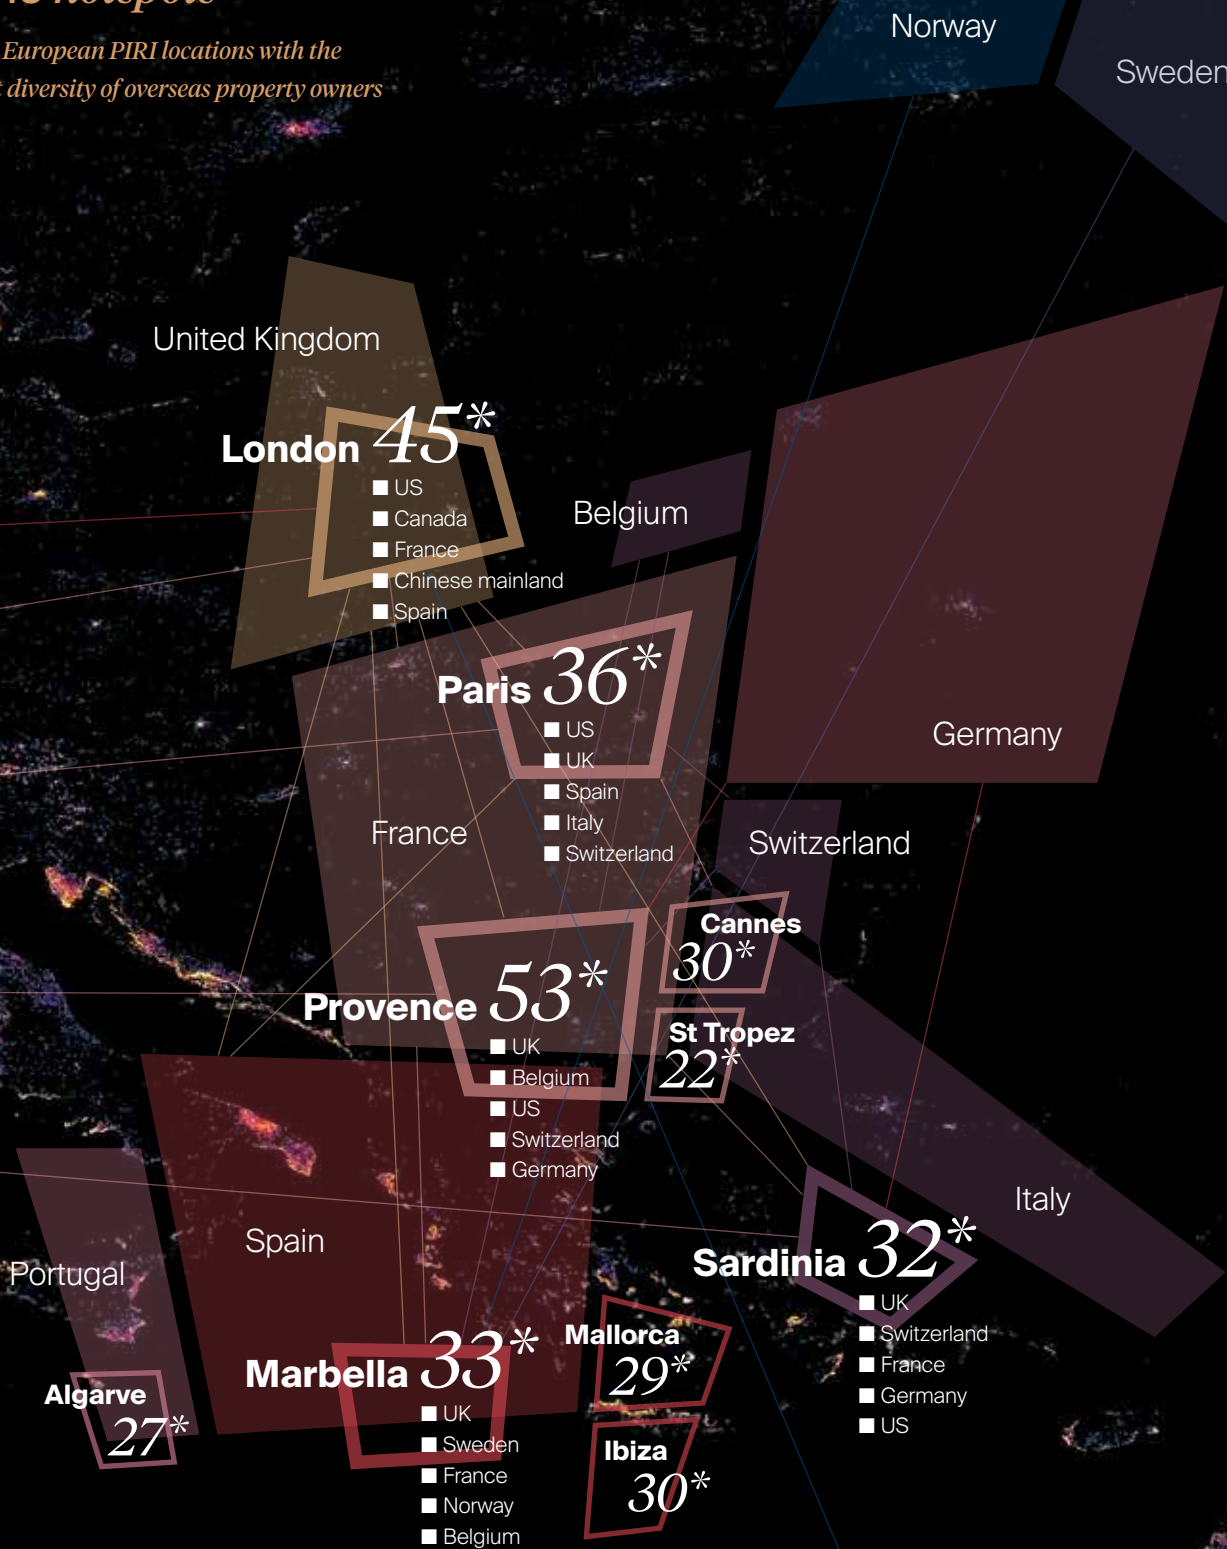 hotspots
European PIRI locations with the
diversity of overseas property owners
Norway
Sweden
United Kingdom
London 45*
■ US
■ Canada
■ France
■ Chinese mainland
■ Spain
Belgium
Paris 36*
■ US
■ UK
■ Spain
■ Italy
■ Switzerland
Germany
France
Switzerland
Cannes
30*
Provence 53*
■ UK
■ Belgium
■ US
■ Switzerland
■ Germany
St Tropez
22*
Italy
Spain
Portugal
Sardinia 32*
■ UK
■ Switzerland
■ France
■ Germany
■ US
Mallorca
29*
Marbella 33*
■ UK
■ Sweden
■ France
■ Norway
■ Belgium
Algarve
27*
Ibiza
30*